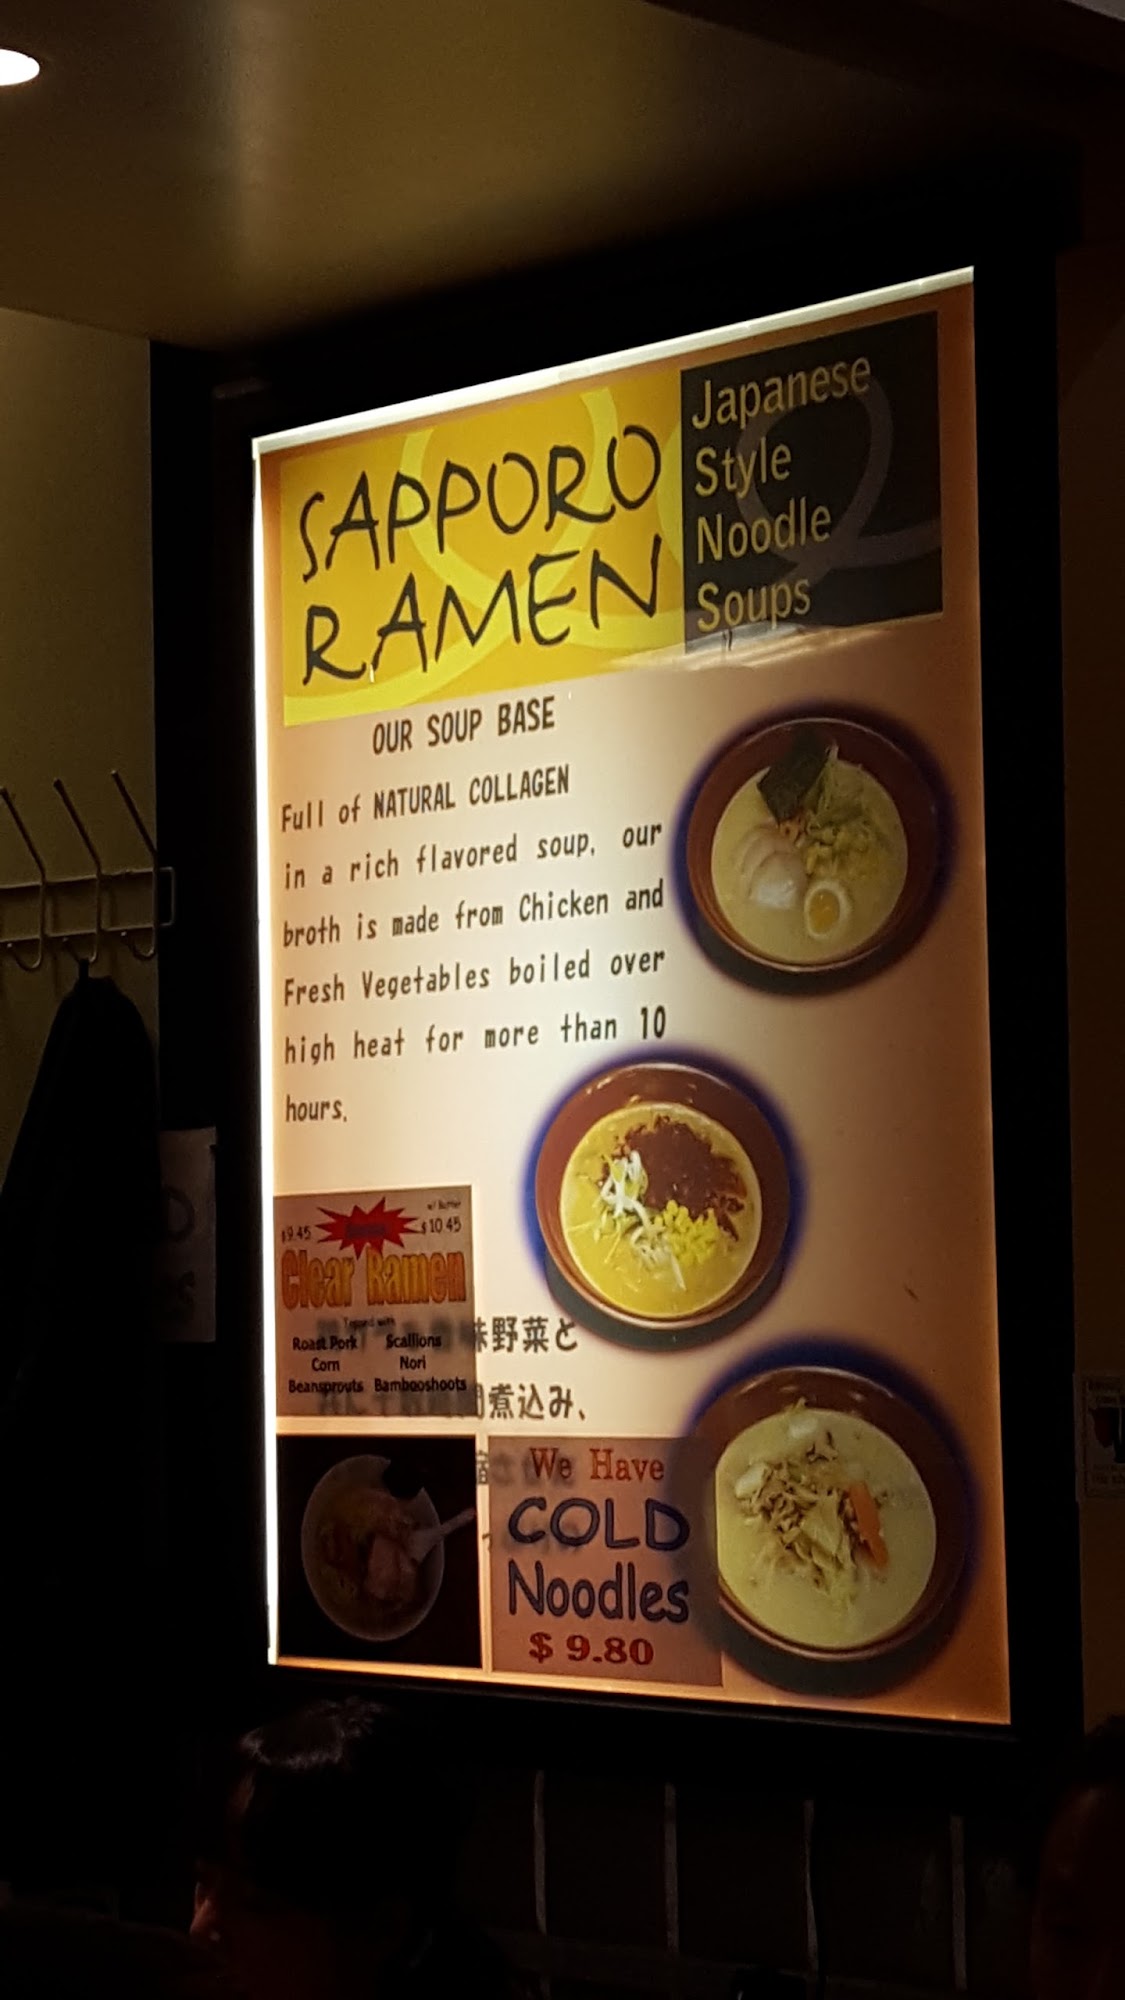 SAPPORO
RAMEN
Japanese
Style
Noodle
Soups
OUR SOUP BASE
Full of NATURAL COLLAGEN
in a rich flavored soup, our
broth is made from Chicken and
Fresh Vegetables boiled over
high heat for more than 10
hours.
w/ Butter
$9.45 $10.45
Clear Ramen
Topped with
Roast Pork Scallions
Corn Nori
Beansprouts Bambooshoots
味野菜と
煮込み、
We Have
COLD
Noodles
$ 9.80